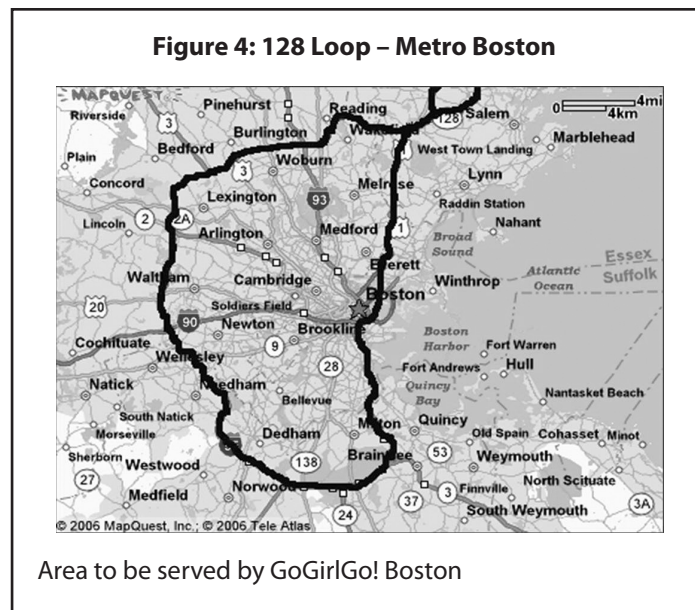 Figure 4: 128 Loop – Metro Boston
MAPQUEST
Riverside
3
Pinehurst
Reading
Wakefield
128
Salem
0 4mi
4km
Burlington
Marblehead
Plain
Bedford
Woburn
West Town Landing
Concord
3
Melrose
Lynn
Lexington
93
Raddin Station
Lincoln
2
2A
Arlington
Medford
1
Nahant
Broad
Sound
Everett
Essex
Suffolk
Waltham
Cambridge
Boston
Winthrop
Atlantic
Ocean
20
Soldiers Field
90
Newton
Brookline
Boston
Harbor
Fort Warren
Cochituate
9
Wellesley
28
Fort Andrews
Hull
Natick
Needham
Bellevue
Quincy
Bay
Nantasket Beach
South Natick
Milton
Quincy
Morseville
Dedham
Old Spain
Cohasset
Minot
Sherborn
Westwood
138
Braintree
53
Weymouth
27
Norwood
North Scituate
Medfield
37
3
Finnville
24
3A
South Weymouth
© 2006 MapQuest, Inc.; © 2006 Tele Atlas
Area to be served by GoGirlGo! Boston